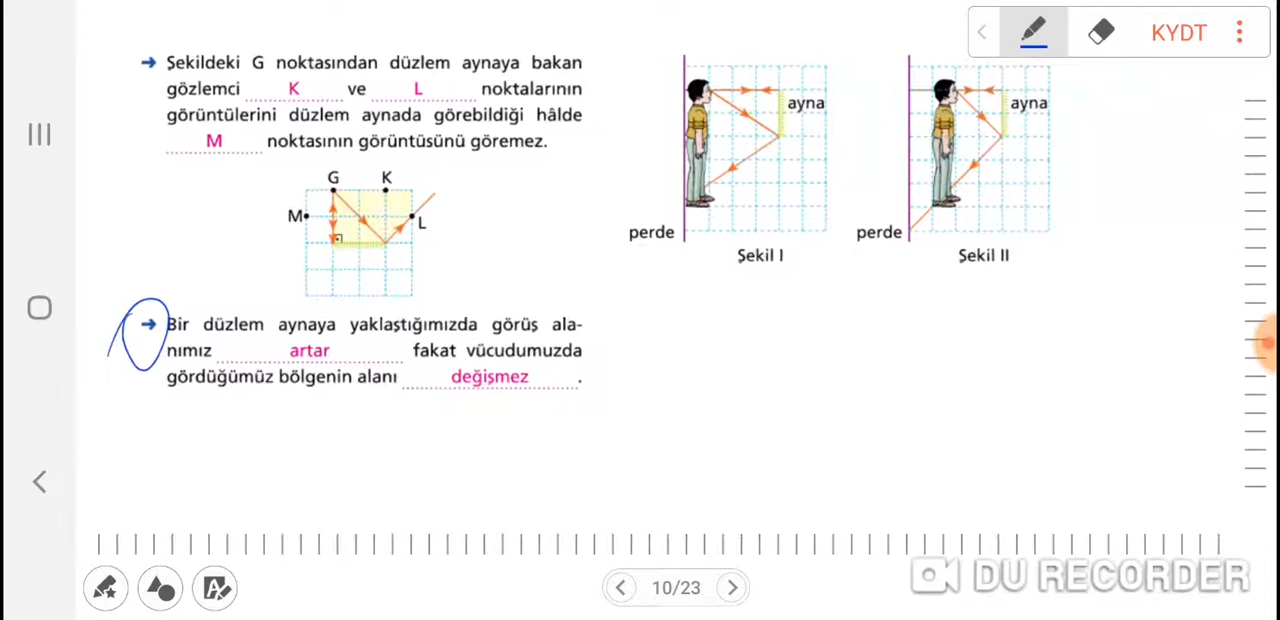 KYDT
→ Şekildeki G noktasından düzlem aynaya bakan
gözlemci K ve L noktalarının
görüntülerini düzlem aynada görebildiği hâlde
M noktasının görüntüsünü göremez.
G K
M L
→ Bir düzlem aynaya yaklaştığımızda görüş ala-
nımız artar fakat vücudumuzda
gördüğümüz bölgenin alanı değişmez .
ayna
perde
Şekil I
ayna
perde
Şekil II
10/23
DU RECORDER